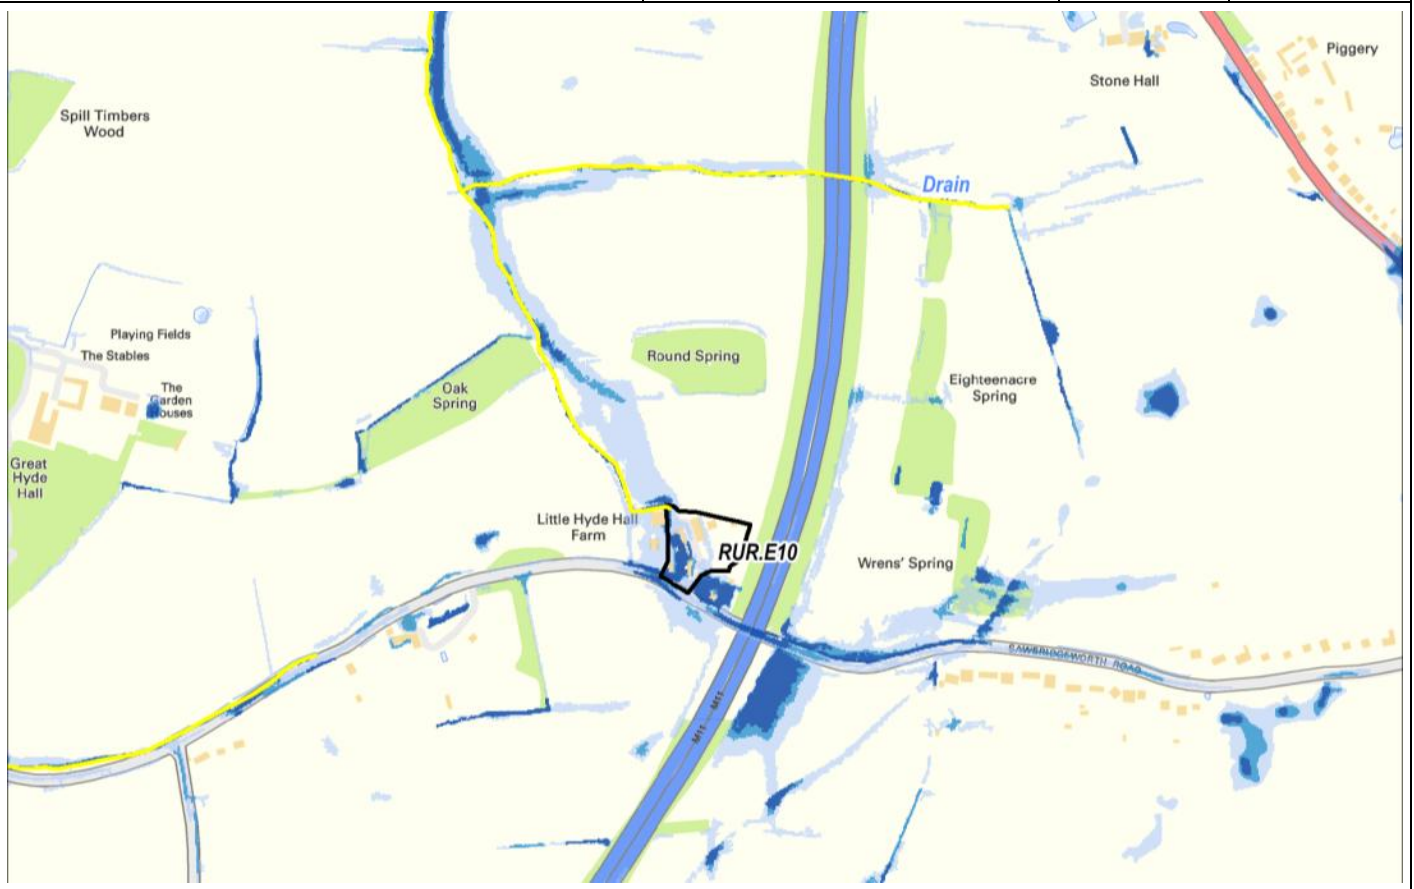 Piggery
Stone Hall
Spill Timbers
Wood
Drain
Playing Fields
The Stables
Round Spring
The
Garden
Houses
Oak
Spring
Eighteenacre
Spring
Great
Hyde
Hall
Little Hyde Hall
Farm
RUR.E10
Wrens' Spring
SAWBRIDGEWORTH ROAD
M11
M11